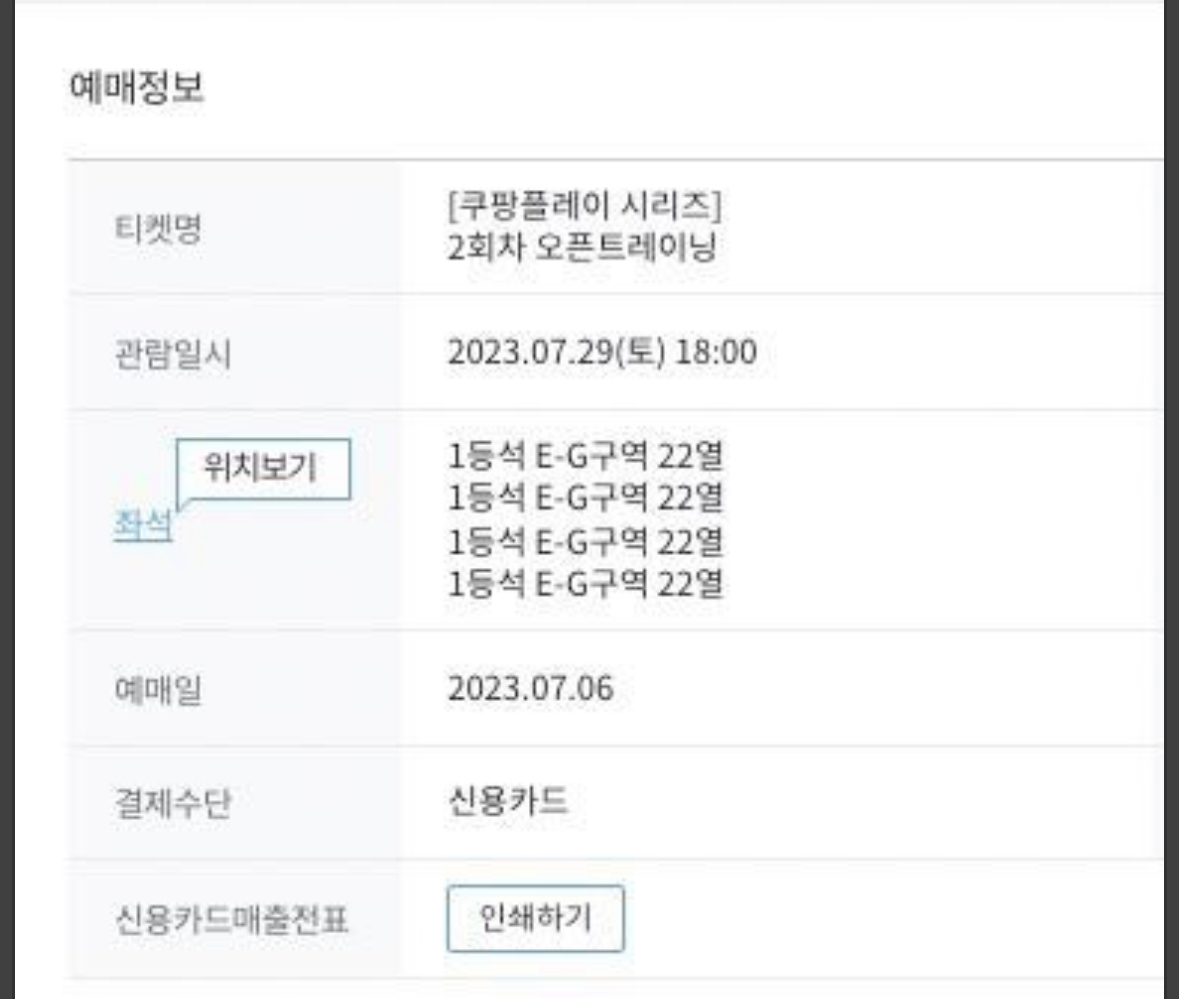 예매정보
티켓명
[쿠팡플레이 시리즈]
2회차 오픈트레이닝
관람일시
2023.07.29(토) 18:00
좌석
위치보기
1등석 E-G구역 22열
1등석 E-G구역 22열
1등석 E-G구역 22열
1등석 E-G구역 22열
예매일
2023.07.06
결제수단
신용카드
신용카드매출전표
인쇄하기